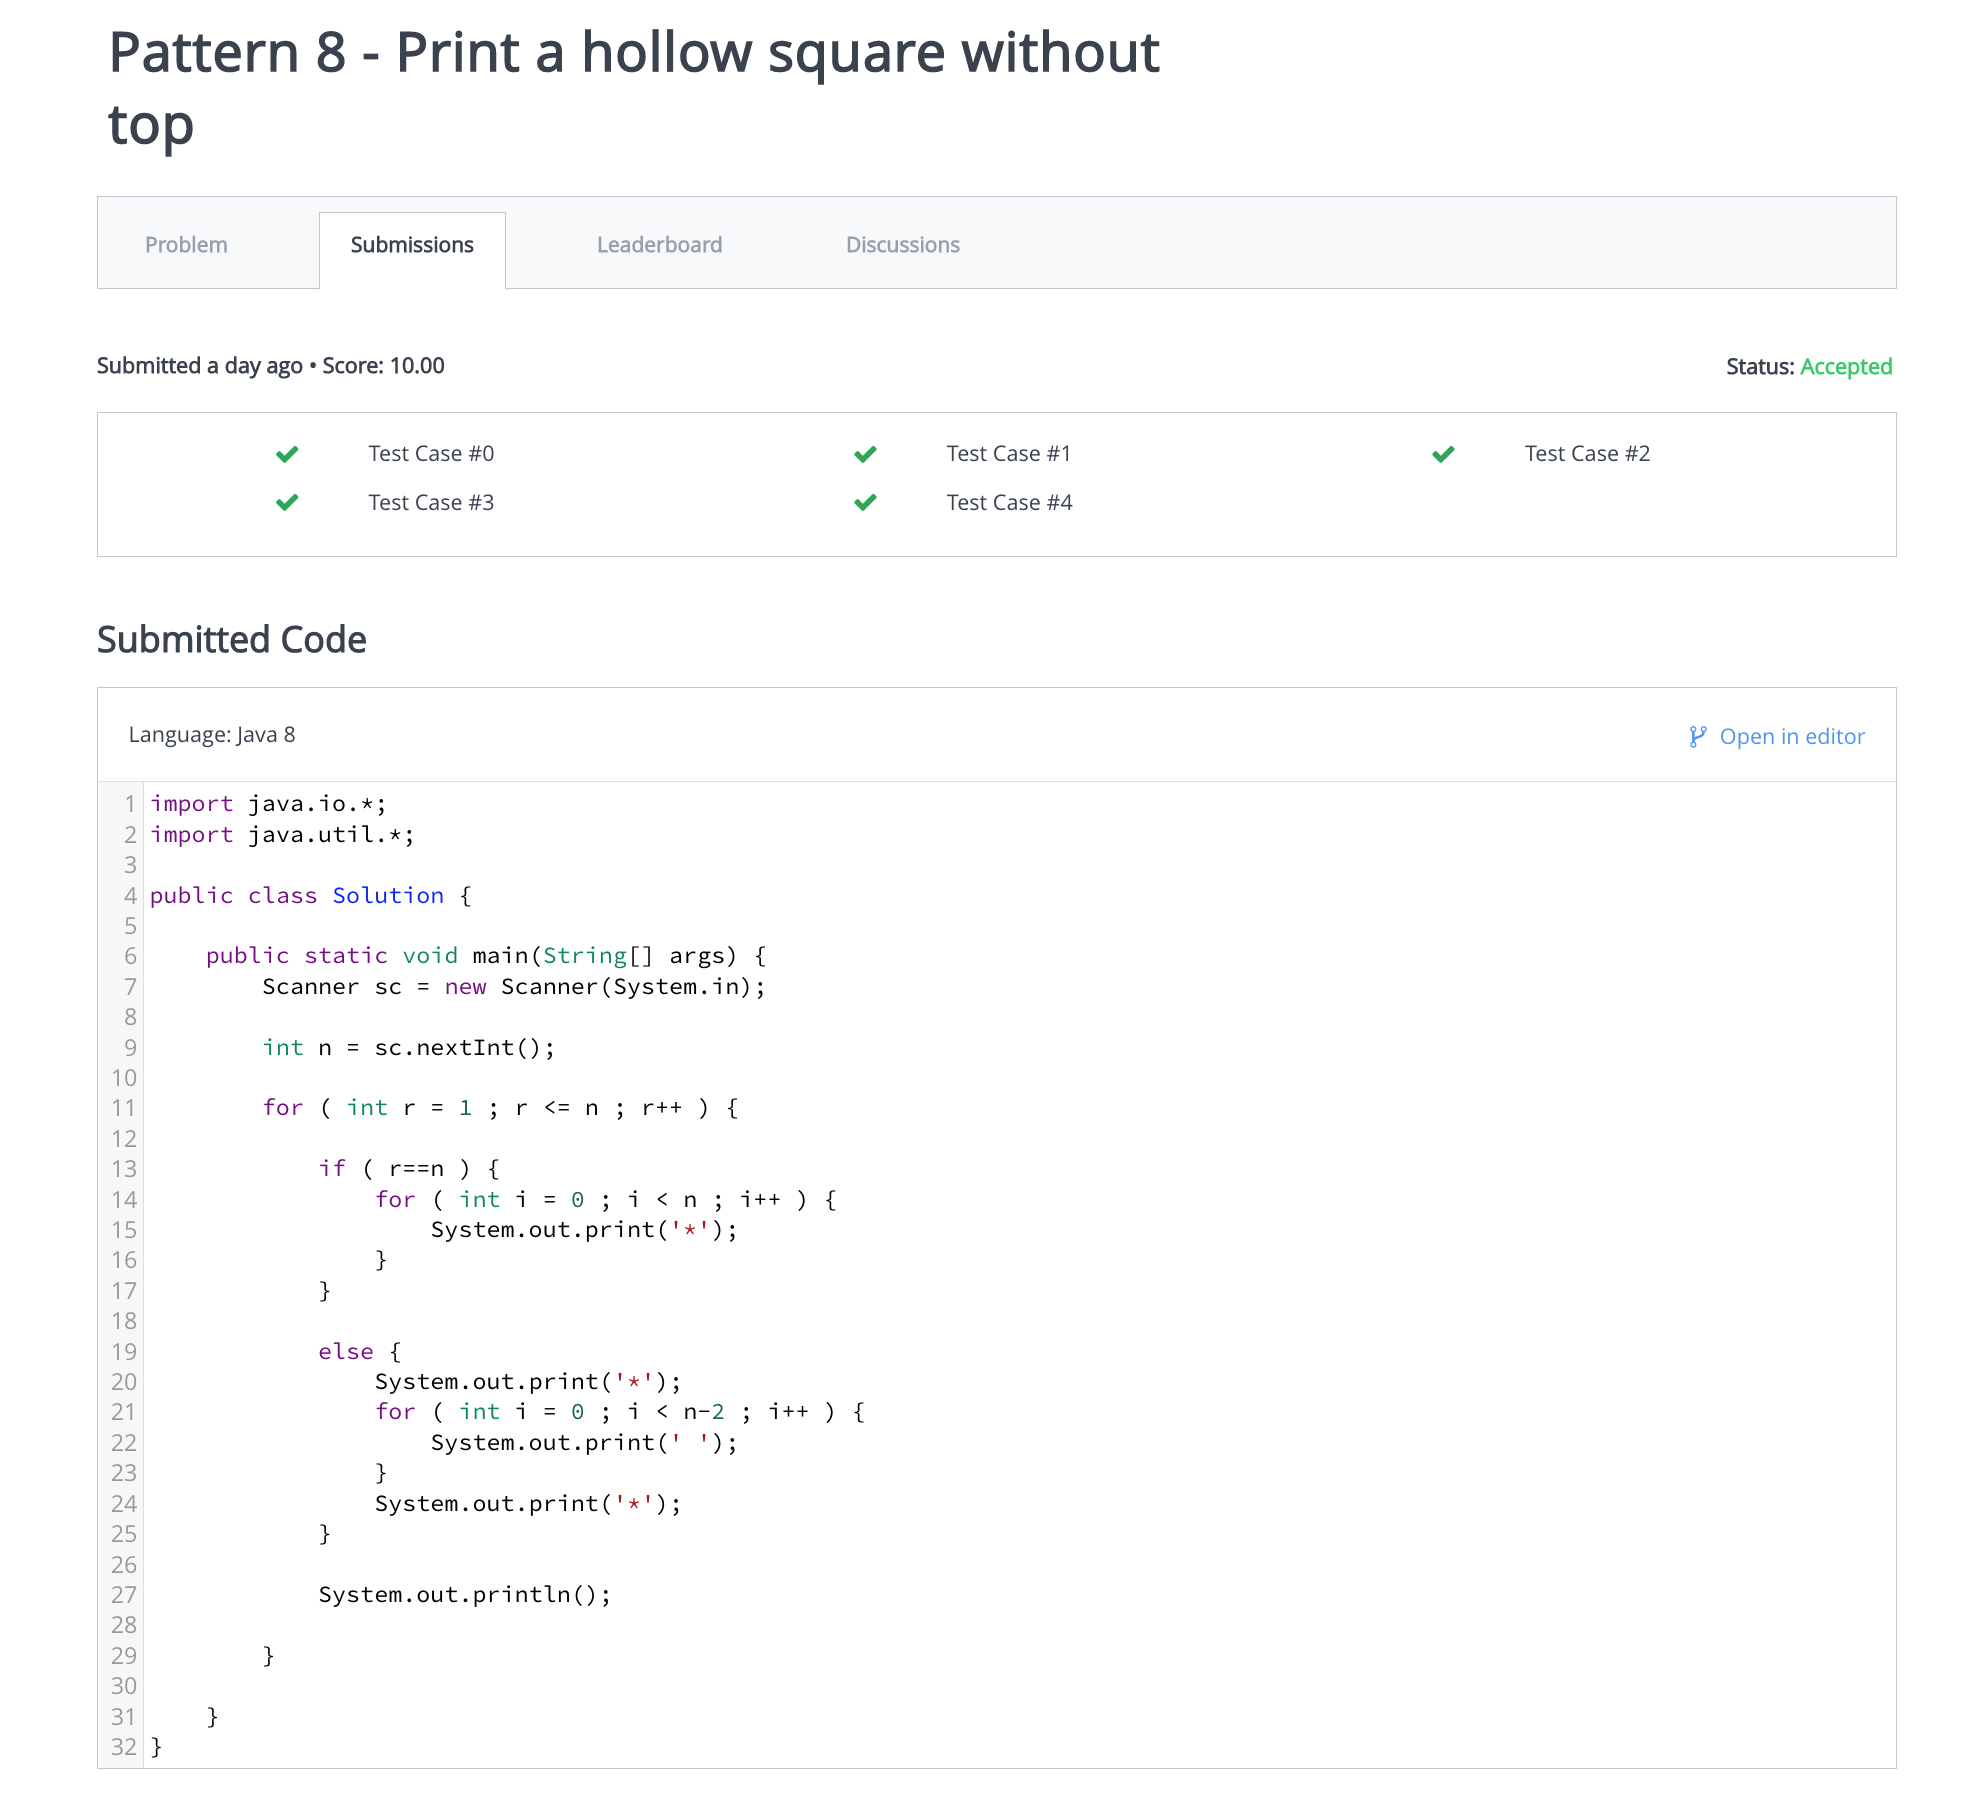 Pattern 8 - Print a hollow square without
top
Problem Submissions Leaderboard Discussions
Submitted a day ago • Score: 10.00 Status: Accepted
Test Case #0 Test Case #1 Test Case #2
Test Case #3 Test Case #4
Submitted Code
Language: Java 8 Open in editor
1 import java.io.*;
2 import java.util.*;
3
4 public class Solution {
5
6     public static void main(String[] args) {
7         Scanner sc = new Scanner(System.in);
8
9         int n = sc.nextInt();
10
11         for ( int r = 1 ; r <= n ; r++ ) {
12
13             if ( r==n ) {
14                 for ( int i = 0 ; i < n ; i++ ) {
15                     System.out.print('*');
16                 }
17             }
18
19             else {
20                 System.out.print('*');
21                 for ( int i = 0 ; i < n-2 ; i++ ) {
22                     System.out.print(' ');
23                 }
24                 System.out.print('*');
25             }
26
27             System.out.println();
28
29         }
30
31     }
32 }